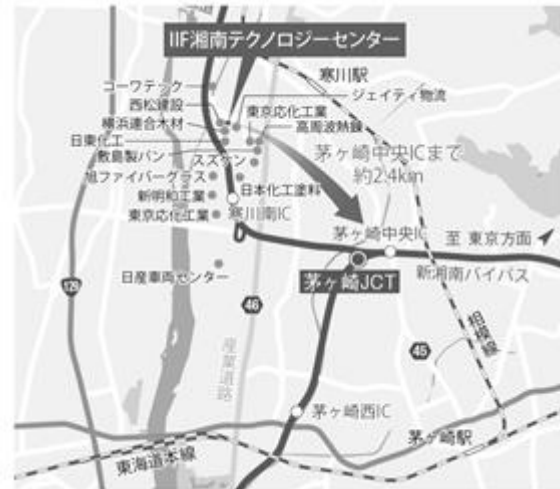 IIF湘南テクノロジーセンター
寒川駅
コーワテック
ジェイティ物流
西松建設
東京応化工業
横浜連合木材
高周波熱錬
日東化工
敷島製パン
スズケン
茅ヶ崎中央ICまで
約2.4km
旭ファイバーグラス
新明和工業
日本化工塗料
東京応化工業
寒川南IC
茅ヶ崎中央IC
至 東京方面
日産車両センター
茅ヶ崎JCT
新湘南バイパス
129
46
相模線
産業道路
45
茅ヶ崎西IC
茅ヶ崎駅
東海道本線